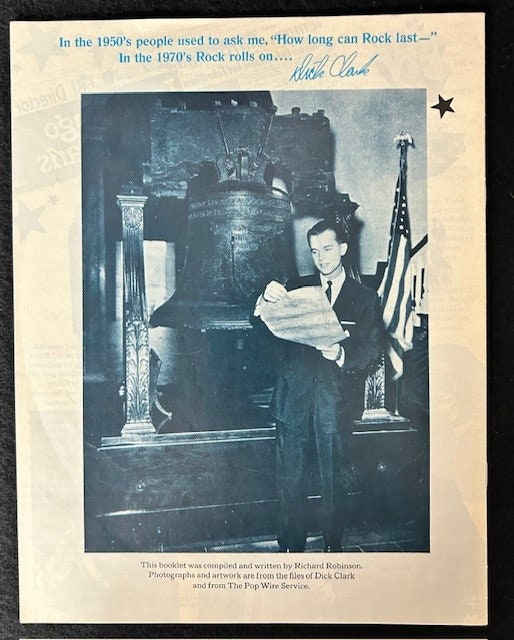 In the 1950's people used to ask me, "How long can Rock last—"
In the 1970's Rock rolls on....
Dick Clark
This booklet was compiled and written by Richard Robinson.
Photographs and artwork are from the files of Dick Clark
and from The Pop Wire Service.